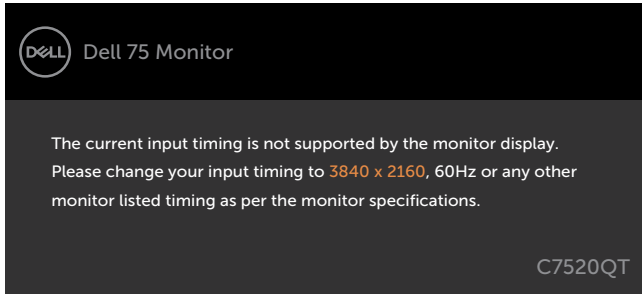 DELL
Dell 75 Monitor
The current input timing is not supported by the monitor display.
Please change your input timing to 3840 x 2160, 60Hz or any other
monitor listed timing as per the monitor specifications.
C7520QT